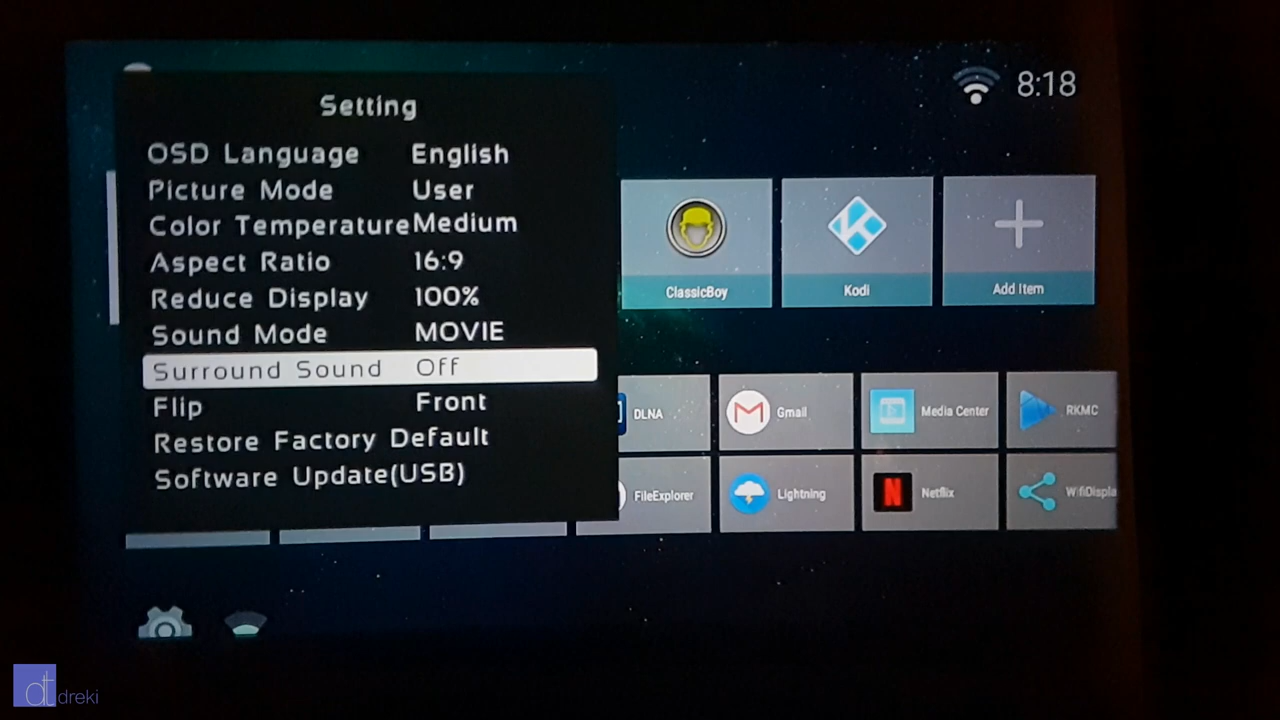 8:18
Setting
OSD Language English
Picture Mode User
Color Temperature Medium
Aspect Ratio 16:9
Reduce Display 100%
Sound Mode MOVIE
Surround Sound Off
Flip Front
Restore Factory Default
Software Update(USB)
ClassicBoy
Kodi
Add Item
DLNA
Gmail
Media Center
RKMC
FileExplorer
Lightning
Netflix
WifiDispla
dt dreki